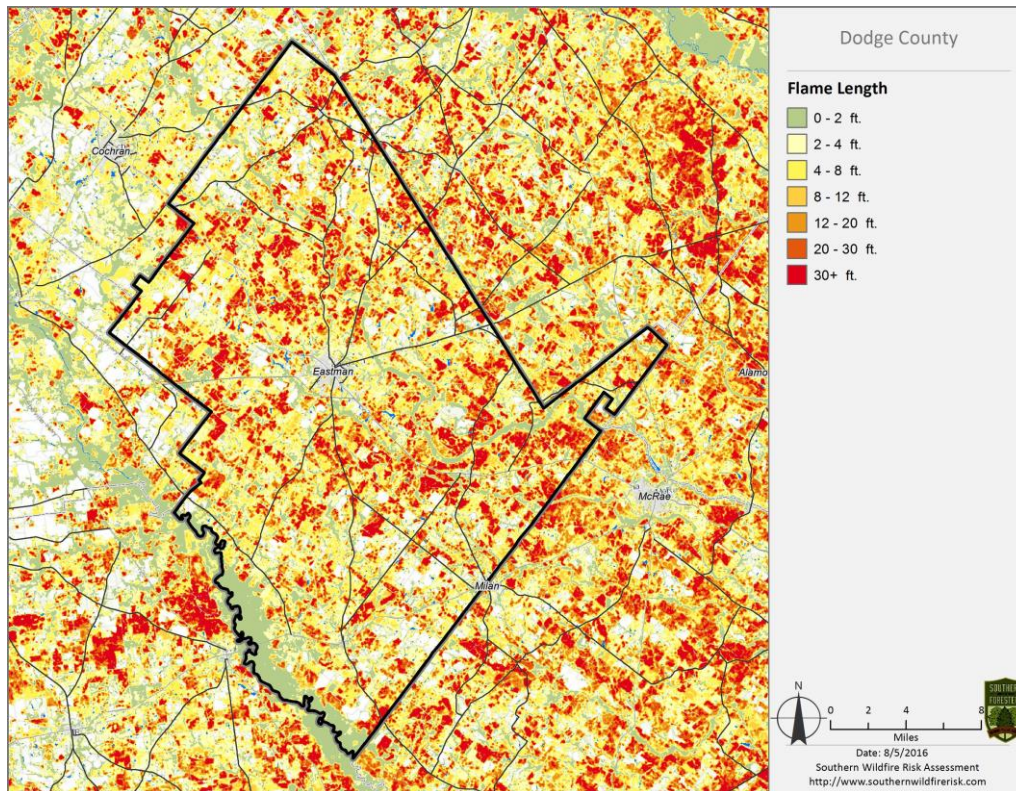 Dodge County
Flame Length
0 - 2 ft.
2 - 4 ft.
4 - 8 ft.
8 - 12 ft.
12 - 20 ft.
20 - 30 ft.
30+ ft.
Cochran
Eastman
Alamo
McRae
Milan
N
0 2 4 8
Miles
SOUTHERN
FORESTERS
Date: 8/5/2016
Southern Wildfire Risk Assessment
http://www.southernwildfirerisk.com